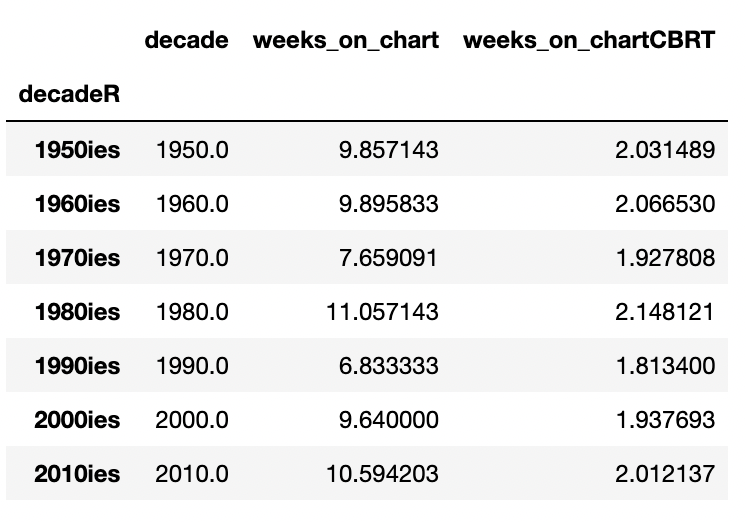 decade weeks_on_chart weeks_on_chartCBRT
decadeR
1950ies 1950.0 9.857143 2.031489
1960ies 1960.0 9.895833 2.066530
1970ies 1970.0 7.659091 1.927808
1980ies 1980.0 11.057143 2.148121
1990ies 1990.0 6.833333 1.813400
2000ies 2000.0 9.640000 1.937693
2010ies 2010.0 10.594203 2.012137